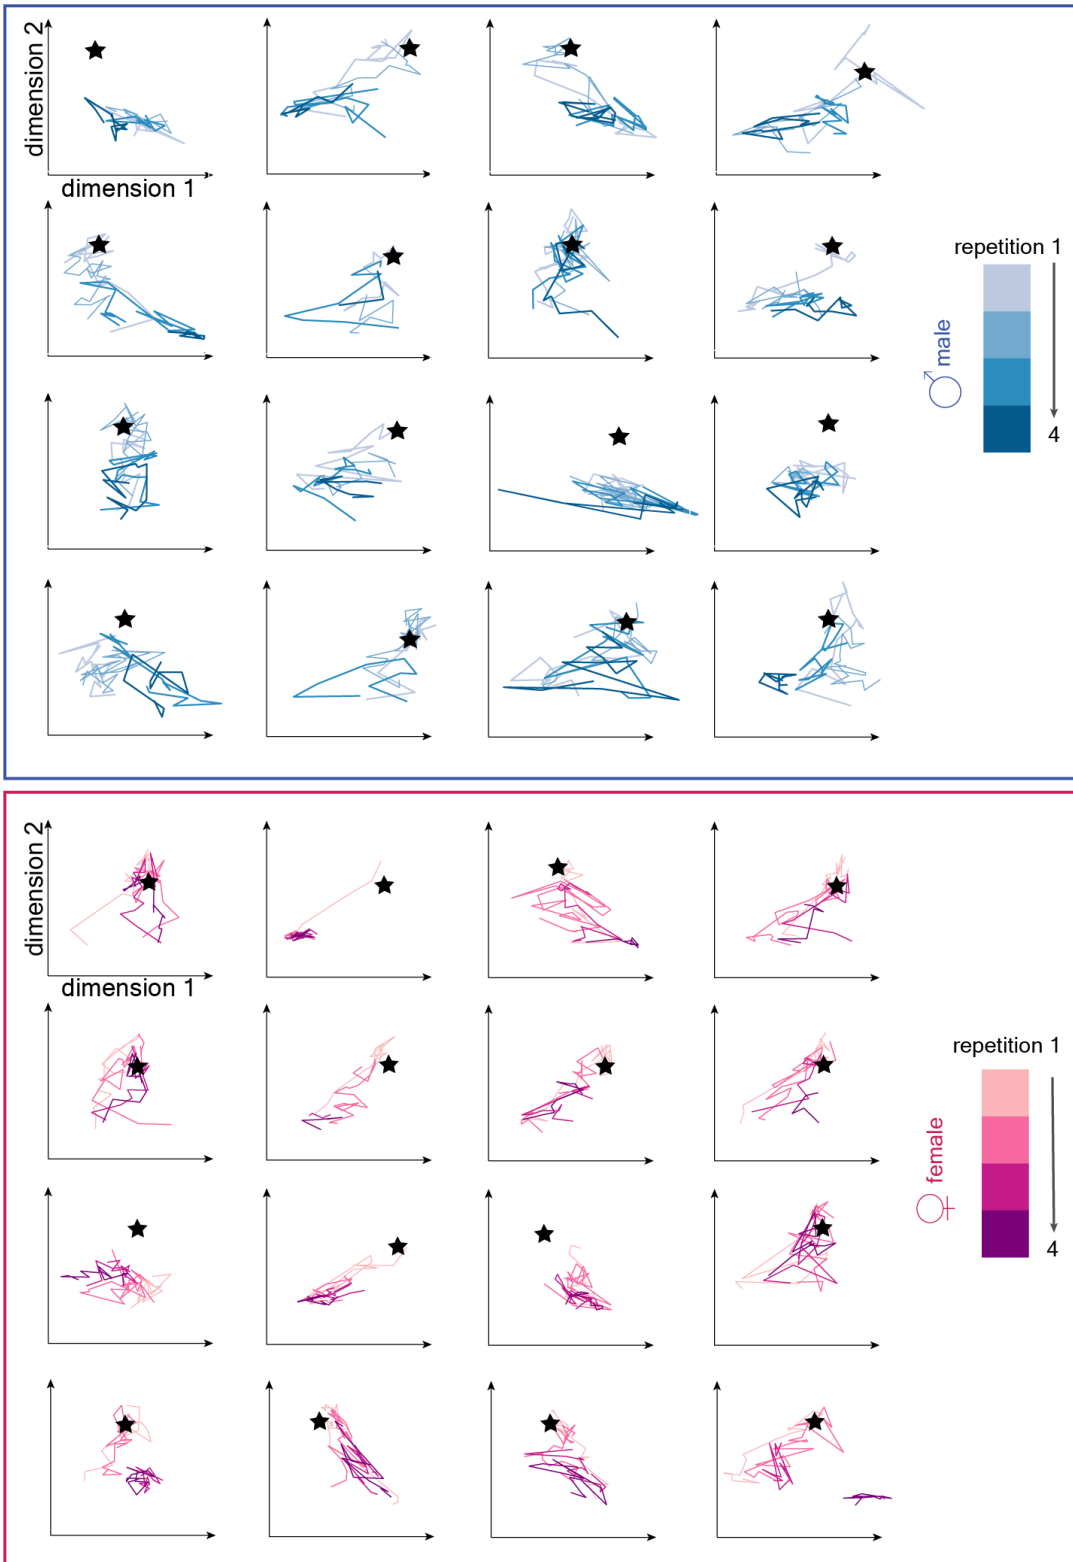 dimension 2
dimension 1
repetition 1
♂ male
4
dimension 2
dimension 1
repetition 1
♀ female
4